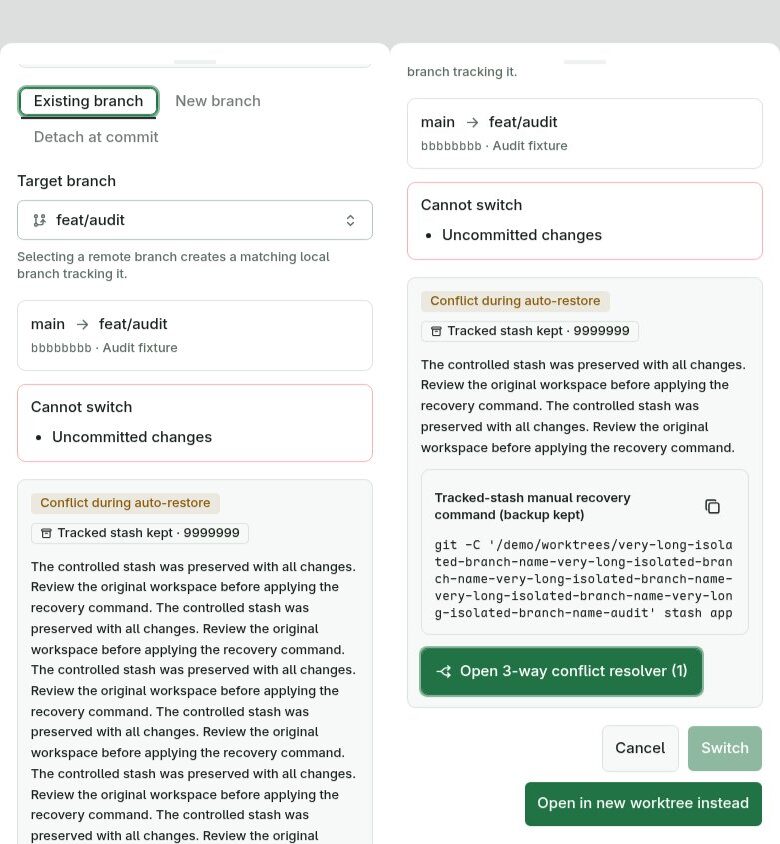 Existing branch
New branch
Detach at commit
Target branch
feat/audit
Selecting a remote branch creates a matching local
branch tracking it.
main → feat/audit
bbbbbbbb · Audit fixture
Cannot switch
• Uncommitted changes
Conflict during auto-restore
Tracked stash kept · 9999999
The controlled stash was preserved with all changes.
Review the original workspace before applying the
recovery command. The controlled stash was
preserved with all changes. Review the original
workspace before applying the recovery command.
The controlled stash was preserved with all changes.
Review the original workspace before applying the
recovery command. The controlled stash was
preserved with all changes. Review the original
workspace before applying the recovery command.
The controlled stash was preserved with all changes.
Review the original workspace before applying the
recovery command. The controlled stash was
preserved with all changes. Review the original
branch tracking it.
main → feat/audit
bbbbbbbb · Audit fixture
Cannot switch
• Uncommitted changes
Conflict during auto-restore
Tracked stash kept · 9999999
The controlled stash was preserved with all changes.
Review the original workspace before applying the
recovery command. The controlled stash was
preserved with all changes. Review the original
workspace before applying the recovery command.
Tracked-stash manual recovery
command (backup kept)
git -C '/demo/worktrees/very-long-isola
ted-branch-name-very-long-isolated-bran
ch-name-very-long-isolated-branch-name-
very-long-isolated-branch-name-very-lon
g-isolated-branch-name-audit' stash app
Open 3-way conflict resolver (1)
Cancel
Switch
Open in new worktree instead